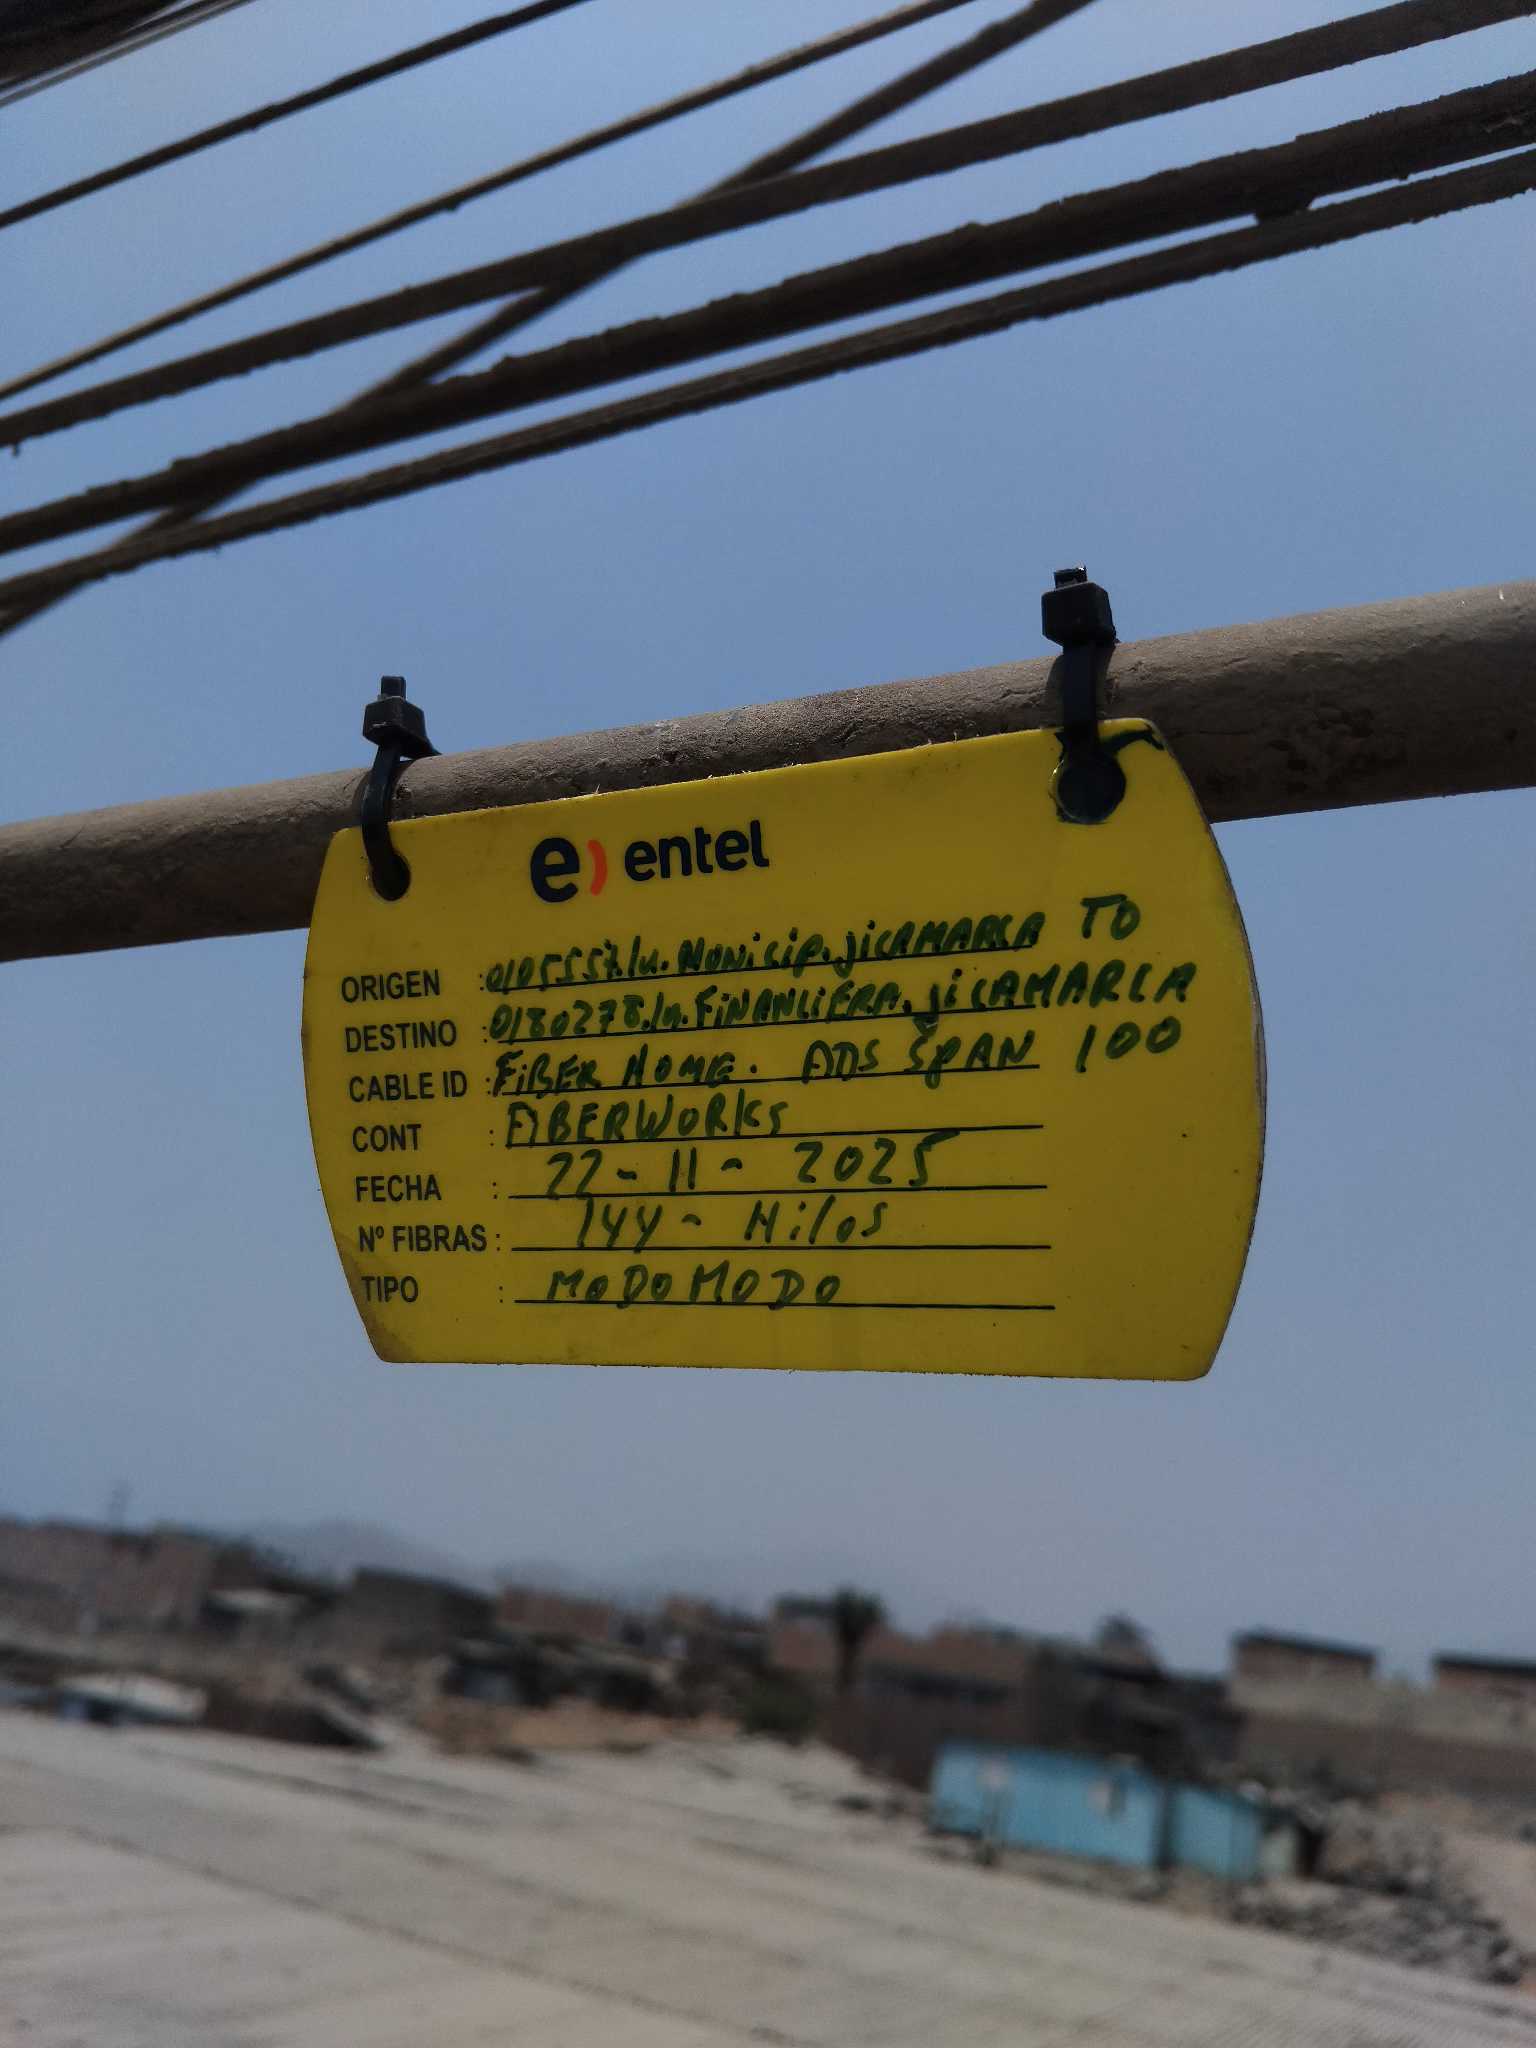 e) entel
ORIGEN : 0105557.lu.Municip.Jicamarca TO
DESTINO : 0180278.lu.Financiera.Jicamarca
CABLE ID : Fiber Home. ADS Span 100
CONT : FIBERWORKS
FECHA : 22-11-2025
Nº FIBRAS : 144- Hilos
TIPO : MODOMODO